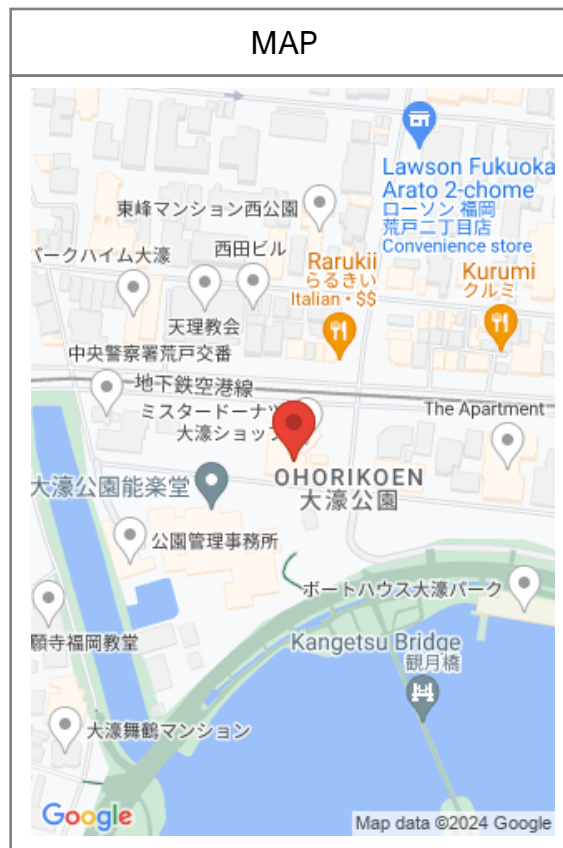 MAP
Lawson Fukuoka
Arato 2-chome
ローソン 福岡
荒戸二丁目店
Convenience store
東峰マンション西公園
パークハイム大濠
西田ビル
Rarukii
らるきい
Italian・$$
Kurumi
クルミ
天理教会
中央警察署荒戸交番
地下鉄空港線
ミスタードーナツ
大濠ショップ
The Apartment
OHORIKOEN
大濠公園
大濠公園能楽堂
公園管理事務所
ボートハウス大濠パーク
願寺福岡教堂
Kangetsu Bridge
観月橋
大濠舞鶴マンション
Google
Map data ©2024 Google